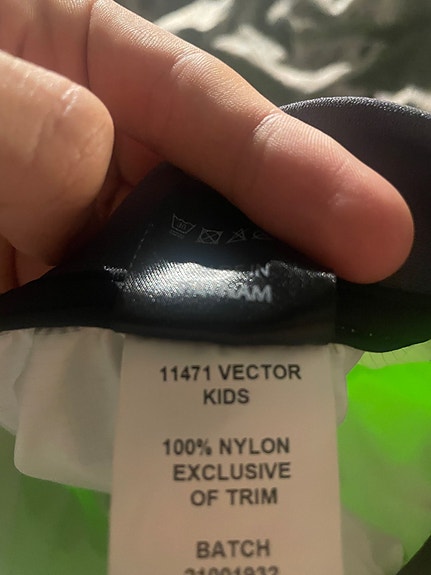 11471 VECTOR
KIDS
100% NYLON
EXCLUSIVE
OF TRIM
BATCH